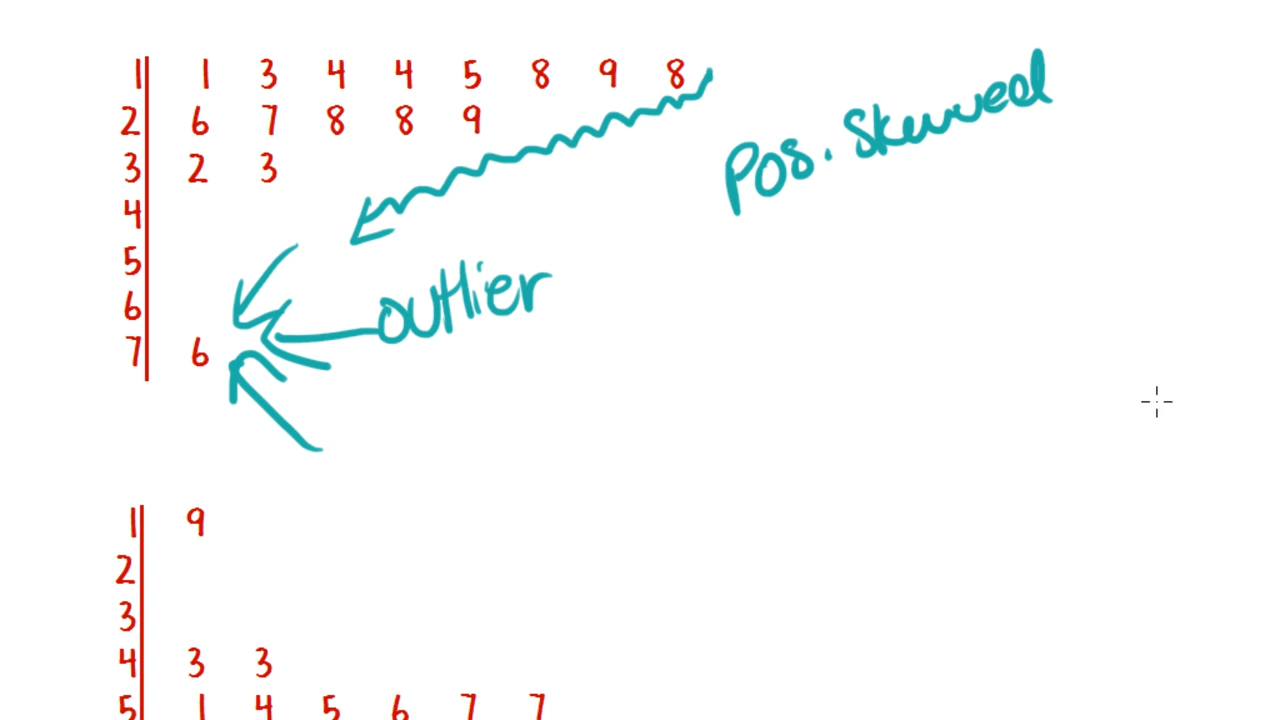 1| 1 3 4 4 5 8 9 8
2| 6 7 8 8 9
3| 2 3
4|
5|
6|
7| 6
Pos. Skewed
outlier
1| 9
2|
3|
4| 3 3
5| 1 4 5 6 7 7